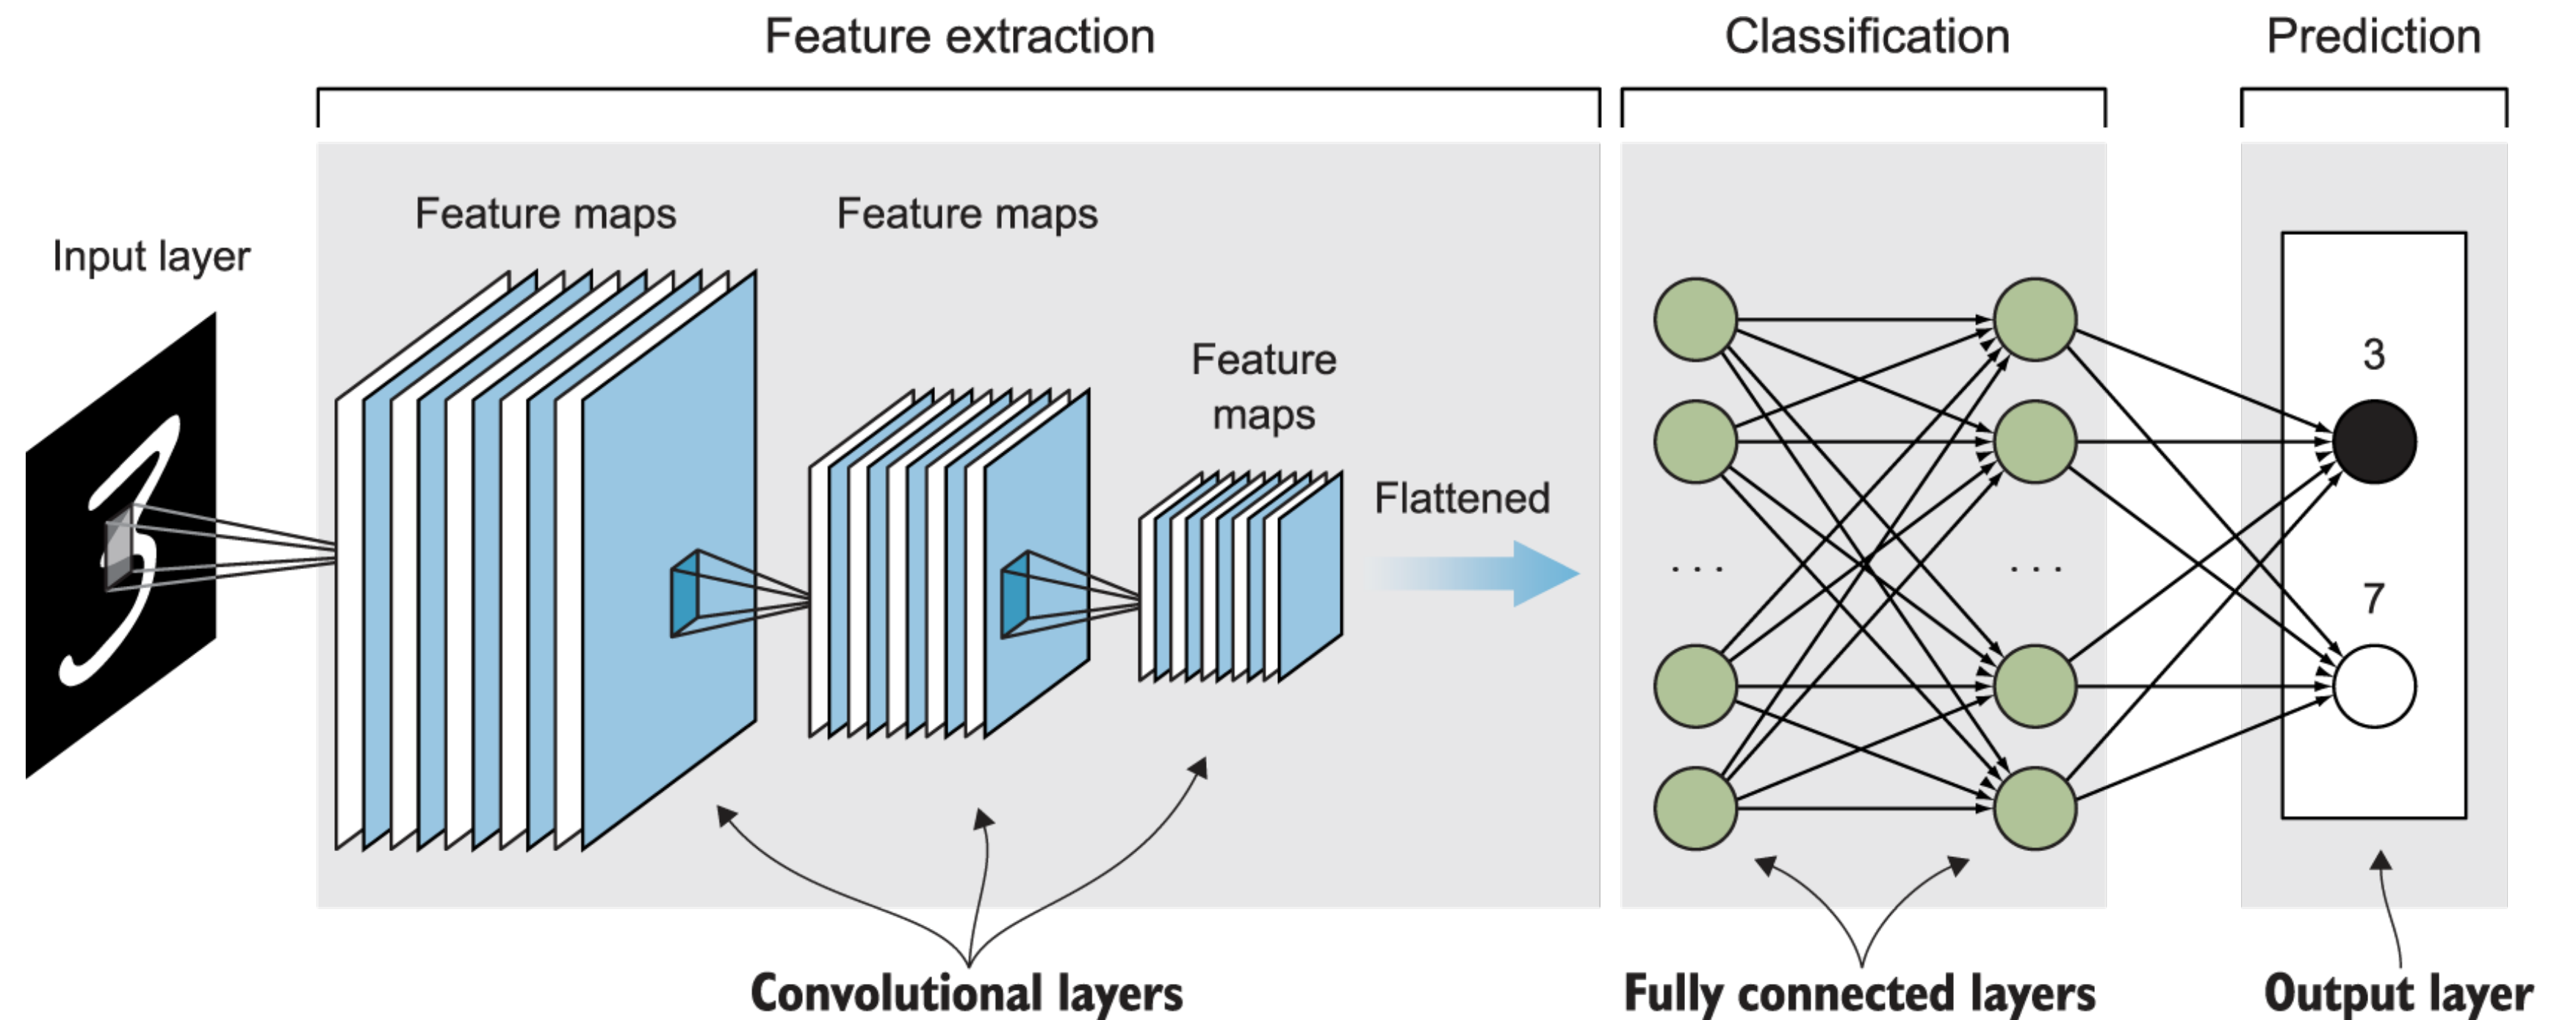 Feature extraction
Classification
Prediction
Input layer
Feature maps
Feature maps
Feature
maps
Flattened
3
7
. . .
. . .
Convolutional layers
Fully connected layers
Output layer